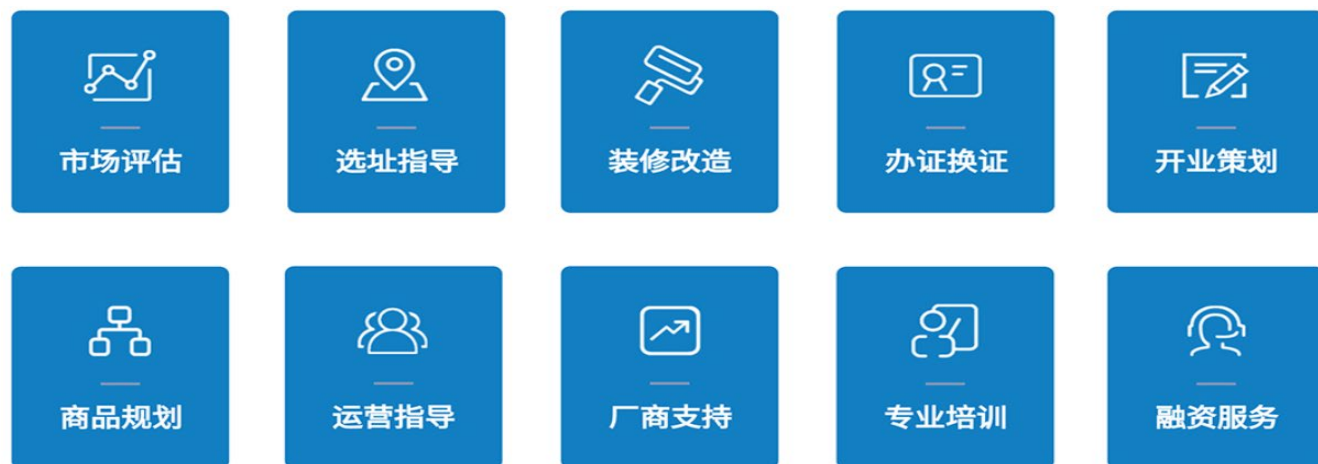 市场评估
选址指导
装修改造
办证换证
开业策划
商品规划
运营指导
厂商支持
专业培训
融资服务